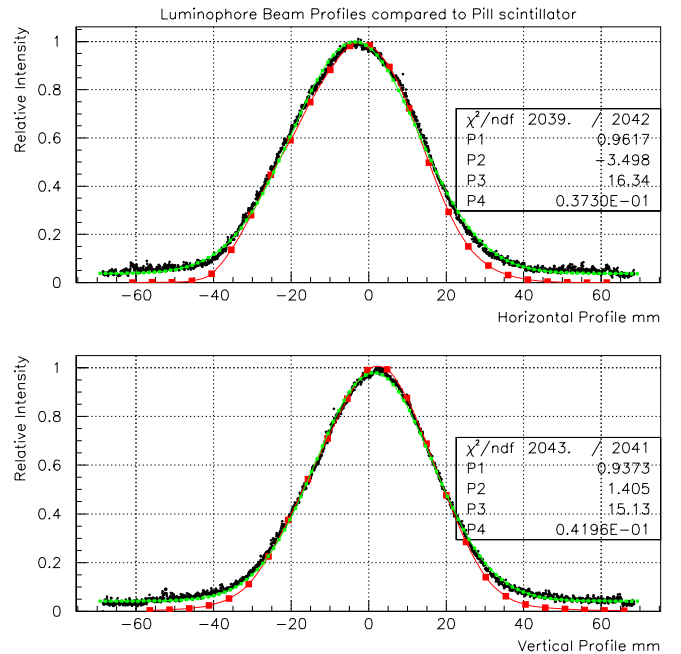 Luminophore Beam Profiles compared to Pill scintillator
Relative Intensity
1
0.8
0.6
0.4
0.2
0
χ²/ndf 2039. / 2042
P1 0.9617
P2 −3.498
P3 16.34
P4 0.3730E−01
−60 −40 −20 0 20 40 60
Horizontal Profile mm
Relative Intensity
1
0.8
0.6
0.4
0.2
0
χ²/ndf 2043. / 2041
P1 0.9373
P2 1.405
P3 15.13
P4 0.4196E−01
−60 −40 −20 0 20 40 60
Vertical Profile mm